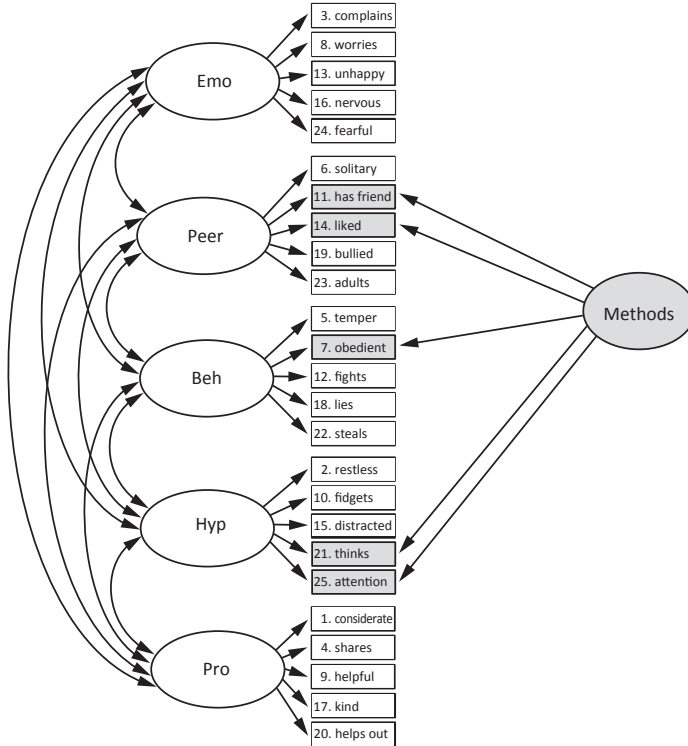 3. complains
8. worries
Emo
13. unhappy
16. nervous
24. fearful
6. solitary
11. has friend
14. liked
Peer
19. bullied
23. adults
Methods
5. temper
7. obedient
Beh
12. fights
18. lies
22. steals
2. restless
10. fidgets
Hyp
15. distracted
21. thinks
25. attention
1. considerate
4. shares
Pro
9. helpful
17. kind
20. helps out